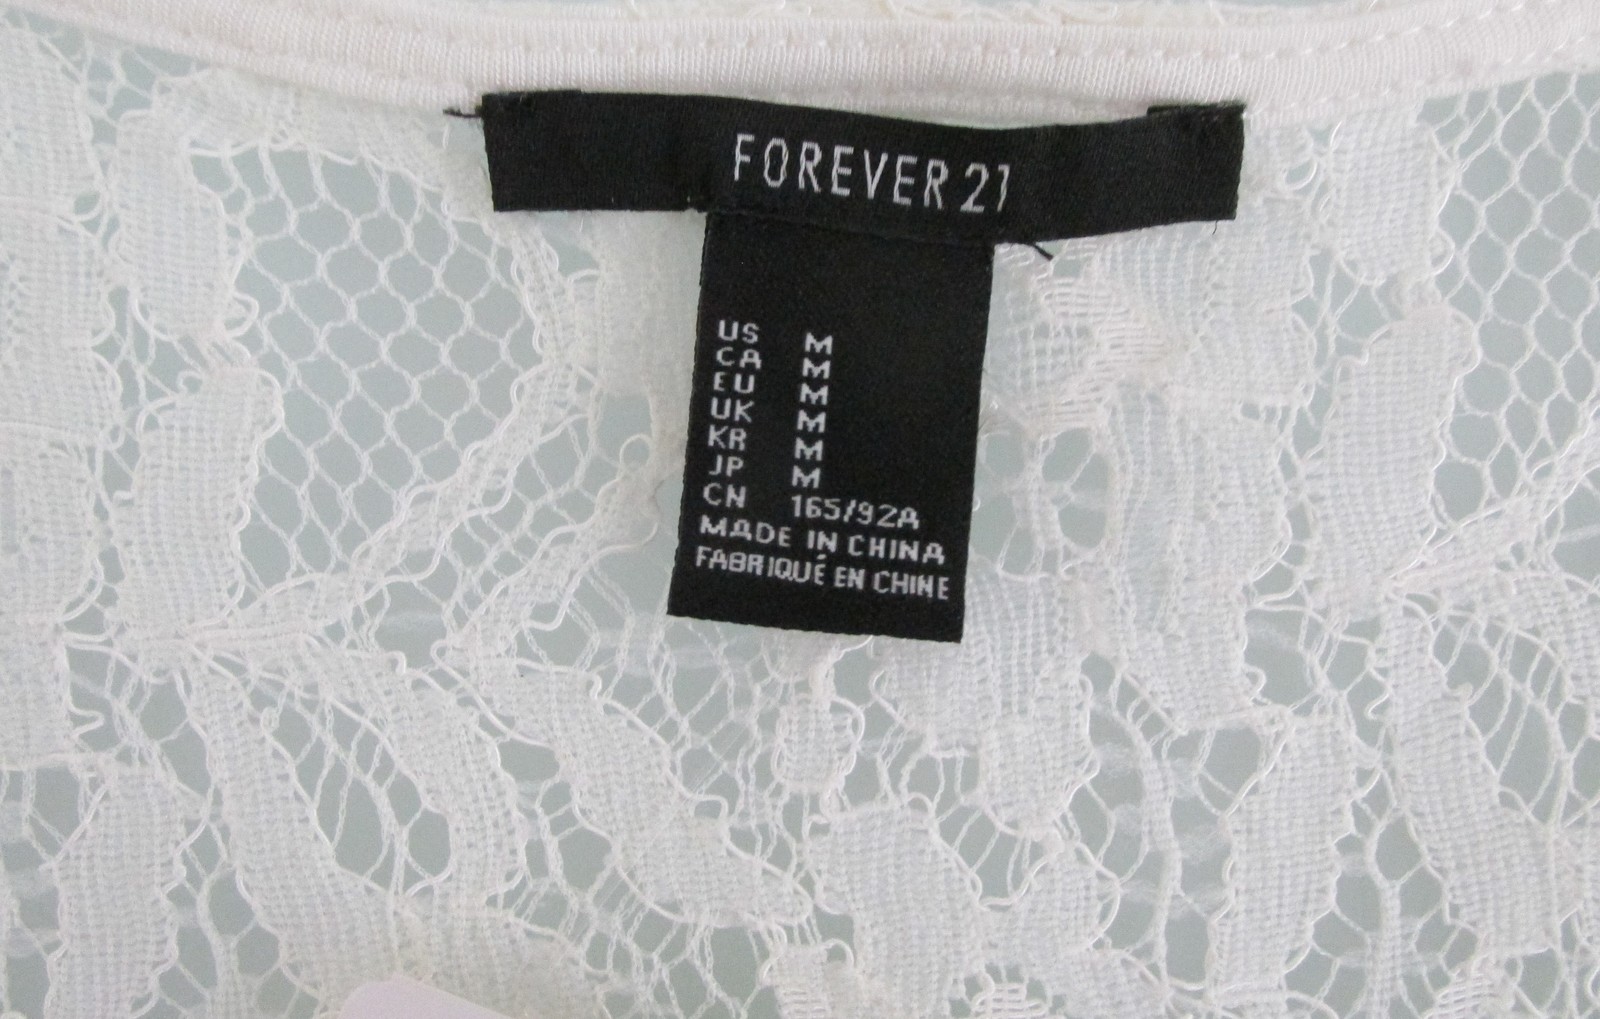 FOREVER 21
US M
CA M
EU M
UK M
KR M
JP M
CN 165/92A
MADE IN CHINA
FABRIQUÉ EN CHINE